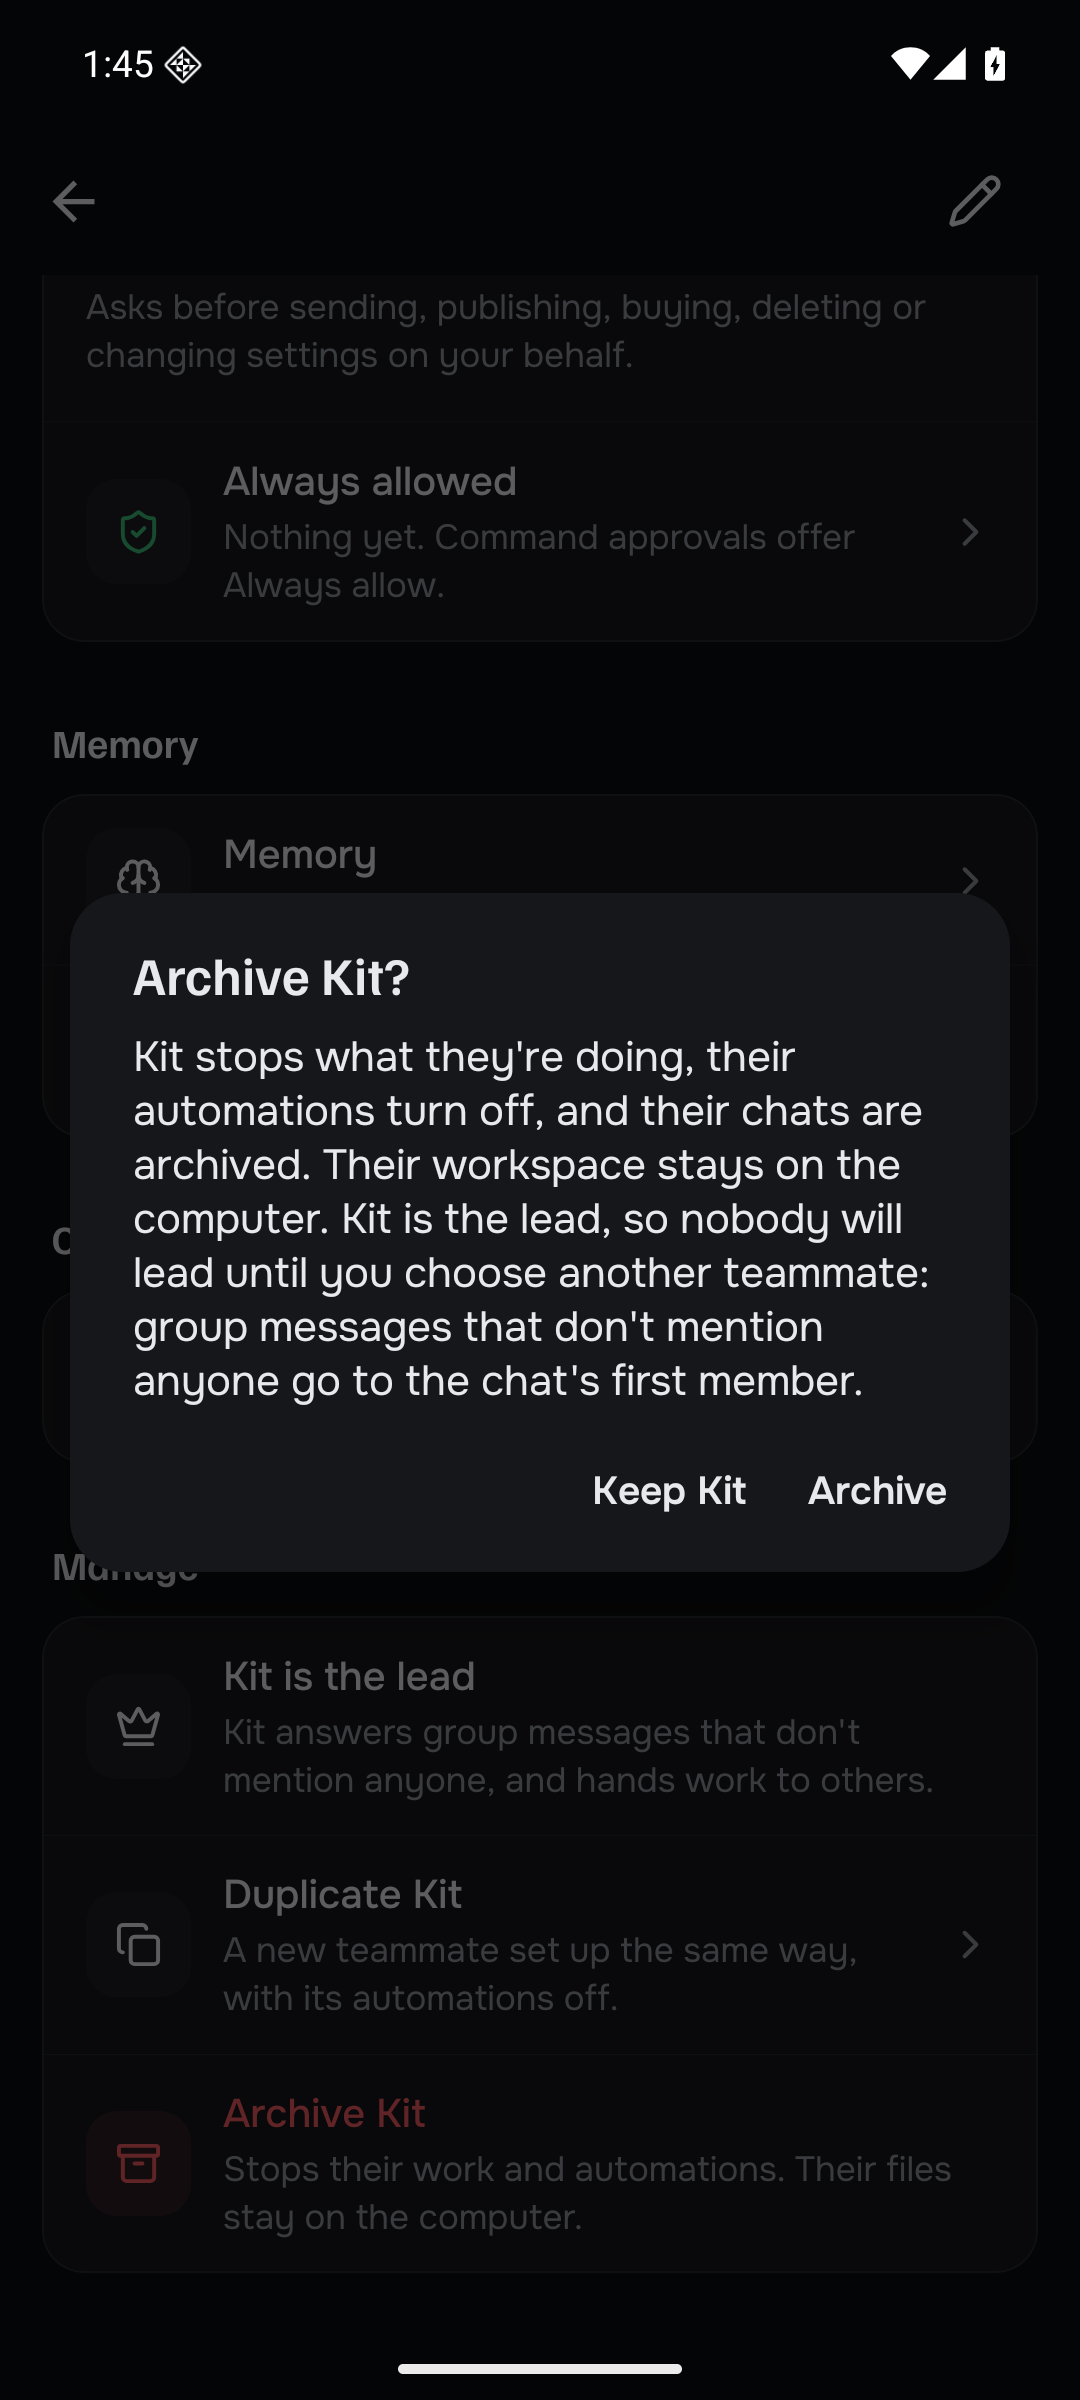 1:45
Asks before sending, publishing, buying, deleting or
changing settings on your behalf.
Always allowed
Nothing yet. Command approvals offer
Always allow.
Memory
Memory
Archive Kit?
Kit stops what they're doing, their
automations turn off, and their chats are
archived. Their workspace stays on the
computer. Kit is the lead, so nobody will
lead until you choose another teammate:
group messages that don't mention
anyone go to the chat's first member.
Keep Kit
Archive
Manage
Kit is the lead
Kit answers group messages that don't
mention anyone, and hands work to others.
Duplicate Kit
A new teammate set up the same way,
with its automations off.
Archive Kit
Stops their work and automations. Their files
stay on the computer.